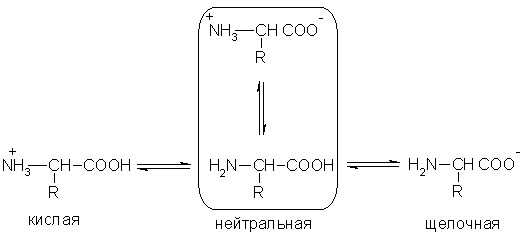 +NH₃—CH COO⁻
R
+NH₃—CH—COOH H₂N—CH—COOH H₂N—CH COO⁻
R R R
кислая нейтральная щелочная